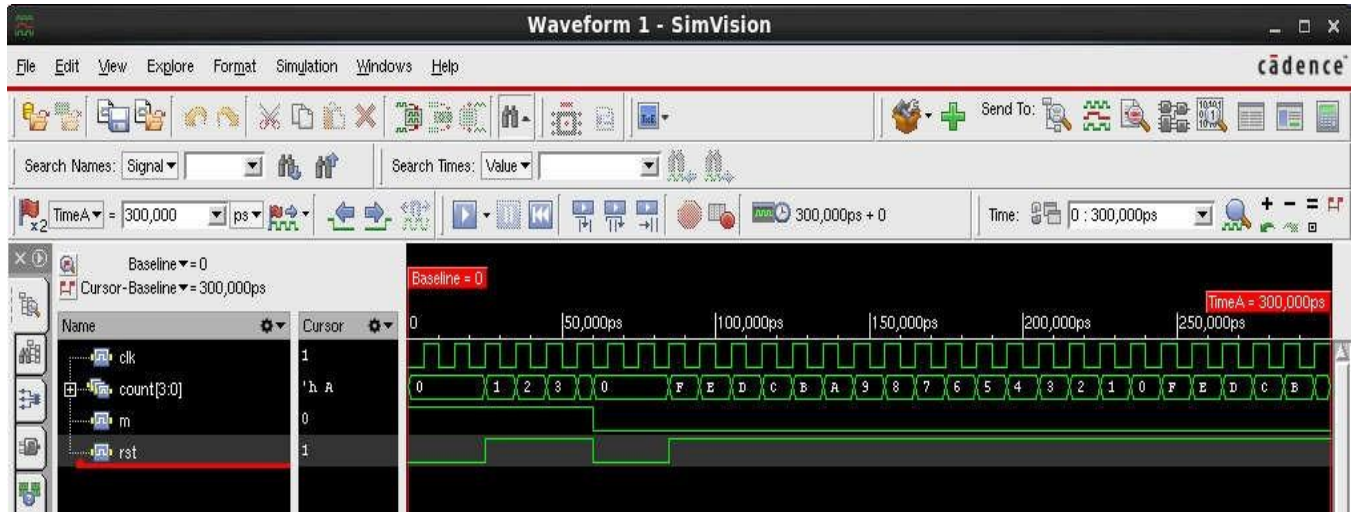 Waveform 1 - SimVision
File Edit View Explore Format Simulation Windows Help
cādence
Send To:
Search Names: Signal Search Times: Value
x2 TimeA = 300,000 ps 300,000ps + 0 Time: 0 : 300,000ps
Baseline = 0
Cursor-Baseline = 300,000ps
Baseline = 0
TimeA = 300,000ps
Name Cursor 0 50,000ps 100,000ps 150,000ps 200,000ps 250,000ps
clk 1
count[3:0] 'h A 0 1 2 3 0 F E D C B A 9 8 7 6 5 4 3 2 1 0 F E D C B
m 0
rst 1